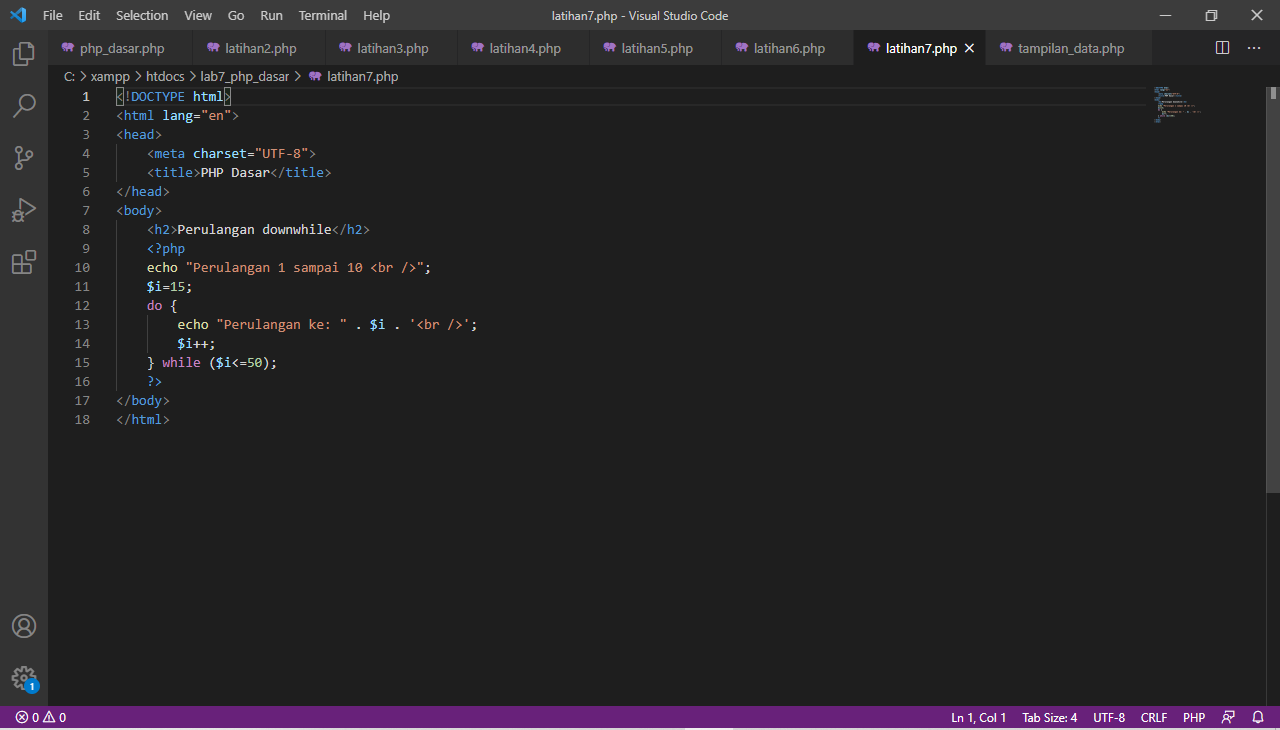 File Edit Selection View Go Run Terminal Help latihan7.php - Visual Studio Code
php_dasar.php latihan2.php latihan3.php latihan4.php latihan5.php latihan6.php latihan7.php tampilan_data.php
C: > xampp > htdocs > lab7_php_dasar > latihan7.php
1 <!DOCTYPE html>
2 <html lang="en">
3 <head>
4 <meta charset="UTF-8">
5 <title>PHP Dasar</title>
6 </head>
7 <body>
8 <h2>Perulangan downwhile</h2>
9 <?php
10 echo "Perulangan 1 sampai 10 <br />";
11 $i=15;
12 do {
13 echo "Perulangan ke: " . $i . '<br />';
14 $i++;
15 } while ($i<=50);
16 ?>
17 </body>
18 </html>
1
0 0 Ln 1, Col 1 Tab Size: 4 UTF-8 CRLF PHP